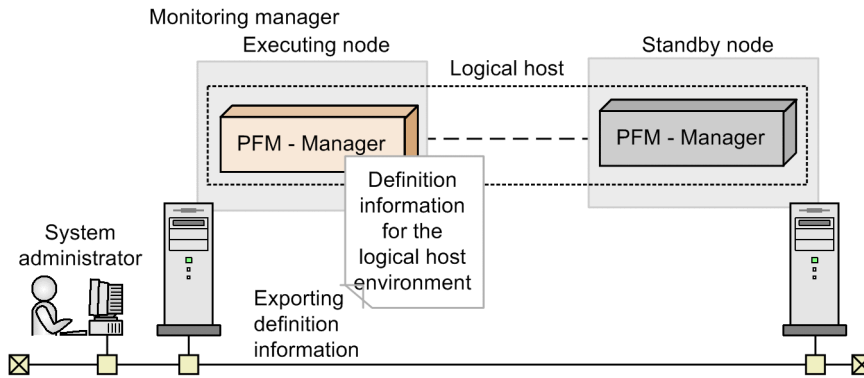 Monitoring manager
Executing node
Standby node
Logical host
PFM - Manager
PFM - Manager
Definition
information
for the
logical host
environment
System
administrator
Exporting
definition
information